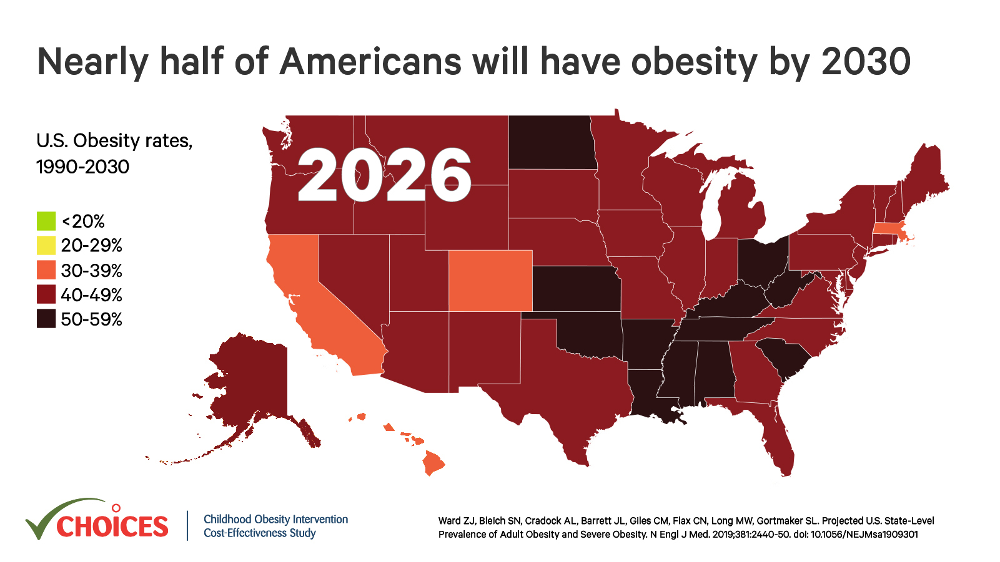 Nearly half of Americans will have obesity by 2030
U.S. Obesity rates,
1990-2030
2026
<20%
20-29%
30-39%
40-49%
50-59%
CHOICES
Childhood Obesity Intervention
Cost-Effectiveness Study
Ward ZJ, Bleich SN, Cradock AL, Barrett JL, Giles CM, Flax CN, Long MW, Gortmaker SL. Projected U.S. State-Level
Prevalence of Adult Obesity and Severe Obesity. N Engl J Med. 2019;381:2440-50. doi: 10.1056/NEJMsa1909301